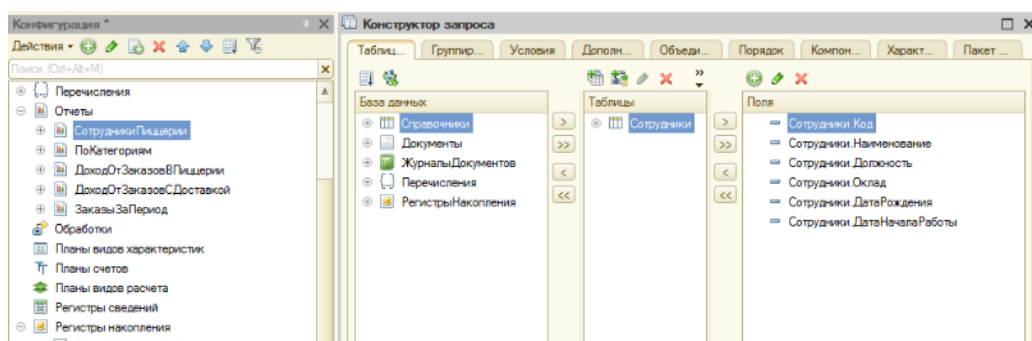 Конфигурация *
Действия
Поиск (Ctrl+Alt+M)
Перечисления
Отчеты
СотрудникиПиццерии
ПоКатегориям
ДоходОтЗаказовВПиццерии
ДоходОтЗаказовСДоставкой
ЗаказыЗаПериод
Обработки
Планы видов характеристик
Планы счетов
Планы видов расчета
Регистры сведений
Регистры накопления
Конструктор запроса
Таблиц... Группир... Условия Дополн... Объеди... Порядок Компон... Характ... Пакет ...
База данных
Справочники
Документы
ЖурналыДокументов
Перечисления
РегистрыНакопления
> >> < <<
Таблицы
Сотрудники
> >> < <<
Поля
Сотрудники.Код
Сотрудники.Наименование
Сотрудники.Должность
Сотрудники.Оклад
Сотрудники.ДатаРождения
Сотрудники.ДатаНачалаРаботы